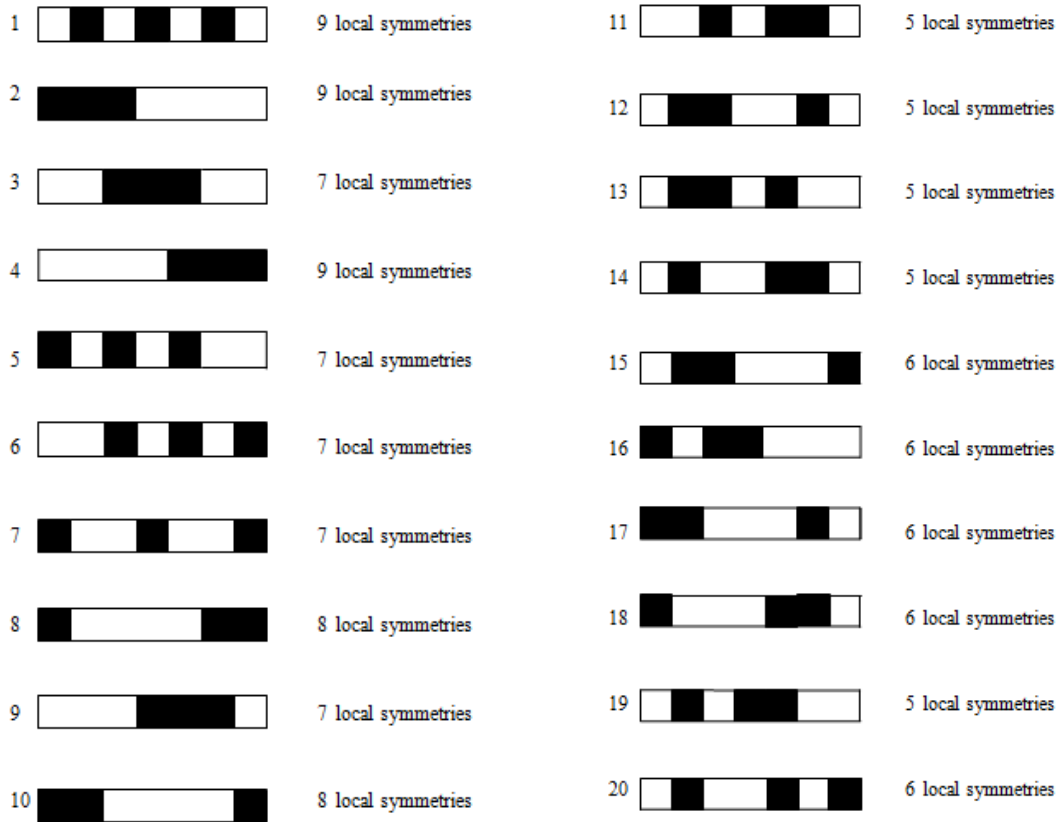 1 9 local symmetries
2 9 local symmetries
3 7 local symmetries
4 9 local symmetries
5 7 local symmetries
6 7 local symmetries
7 7 local symmetries
8 8 local symmetries
9 7 local symmetries
10 8 local symmetries
11 5 local symmetries
12 5 local symmetries
13 5 local symmetries
14 5 local symmetries
15 6 local symmetries
16 6 local symmetries
17 6 local symmetries
18 6 local symmetries
19 5 local symmetries
20 6 local symmetries